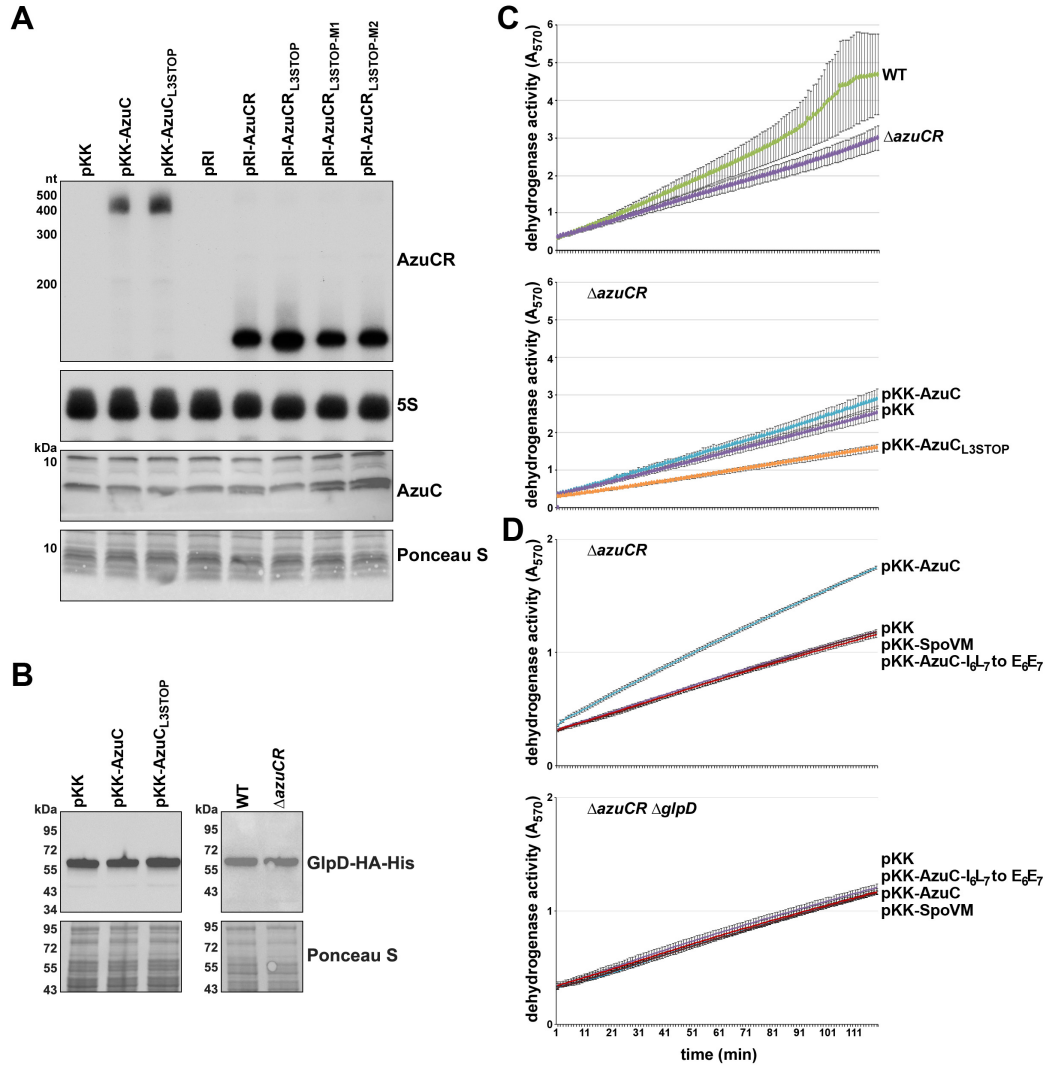 A
pKK
pKK-AzuC
pKK-AzuCL3STOP
pRI
pRI-AzuCR
pRI-AzuCRL3STOP
pRI-AzuCRL3STOP-M1
pRI-AzuCRL3STOP-M2
nt
500
400
300
200
AzuCR
5S
kDa
10
AzuC
10
Ponceau S
B
pKK
pKK-AzuC
pKK-AzuCL3STOP
WT
ΔazuCR
kDa
95
72
55
43
34
kDa
95
72
55
43
GlpD-HA-His
95
72
55
43
95
72
55
43
Ponceau S
C
dehydrogenase activity (A570)
6
5
4
3
2
1
0
WT
ΔazuCR
dehydrogenase activity (A570)
6
5
4
3
2
1
0
ΔazuCR
pKK-AzuC
pKK
pKK-AzuCL3STOP
D
dehydrogenase activity (A570)
2
1
0
ΔazuCR
pKK-AzuC
pKK
pKK-SpoVM
pKK-AzuC-I6L7 to E6E7
dehydrogenase activity (A570)
2
1
0
ΔazuCR ΔglpD
pKK
pKK-AzuC-I6L7 to E6E7
pKK-AzuC
pKK-SpoVM
1 11 21 31 41 51 61 71 81 91 101 111
time (min)